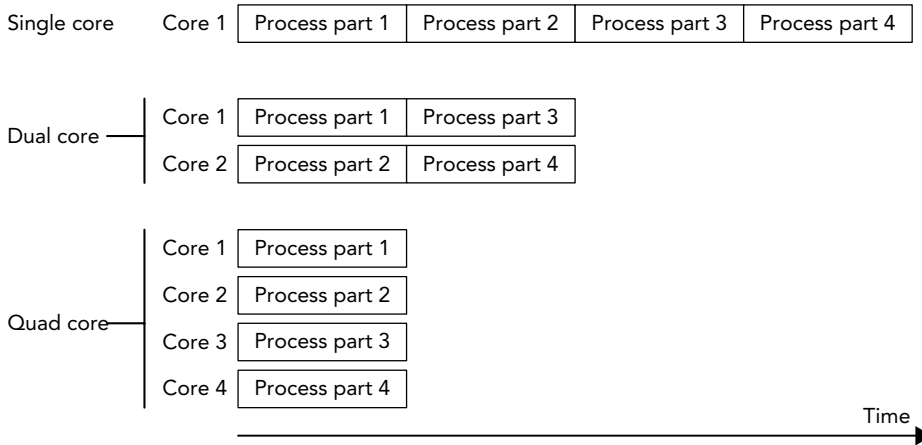 Single core Core 1 Process part 1 Process part 2 Process part 3 Process part 4
Core 1 Process part 1 Process part 3
Dual core
Core 2 Process part 2 Process part 4
Core 1 Process part 1
Core 2 Process part 2
Quad core
Core 3 Process part 3
Core 4 Process part 4
Time